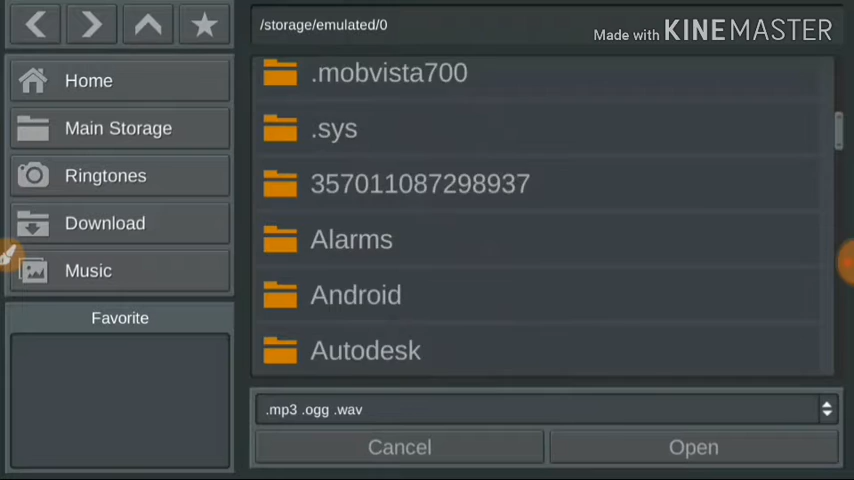 /storage/emulated/0
Made with KINEMASTER
Home
Main Storage
Ringtones
Download
Music
Favorite
.mobvista700
.sys
357011087298937
Alarms
Android
Autodesk
.mp3 .ogg .wav
Cancel
Open